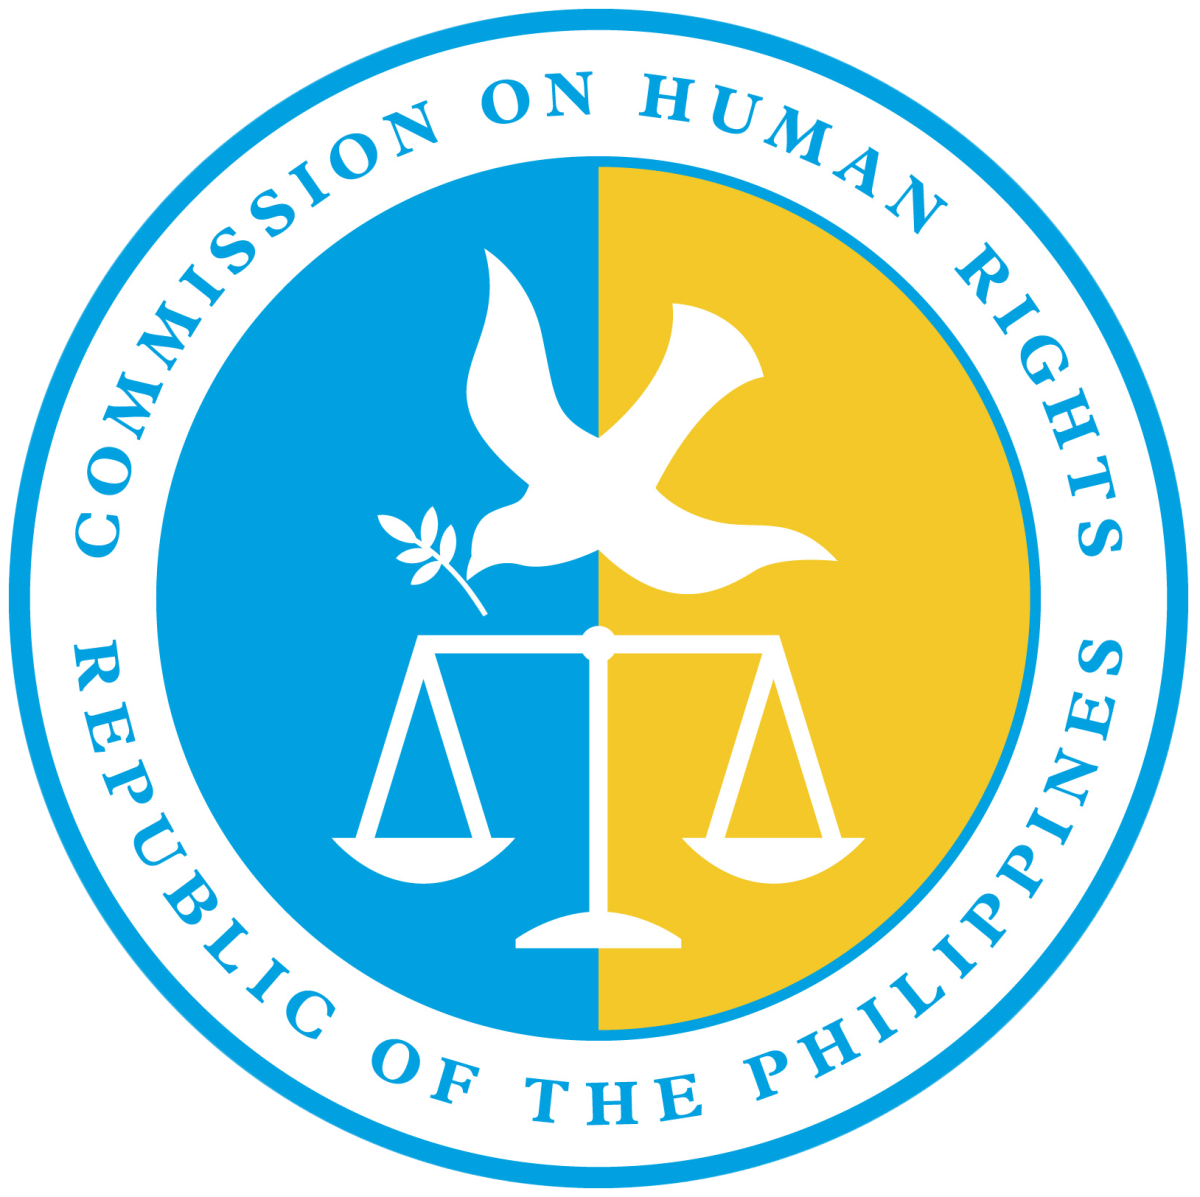 COMMISSION ON HUMAN RIGHTS
REPUBLIC OF THE PHILIPPINES